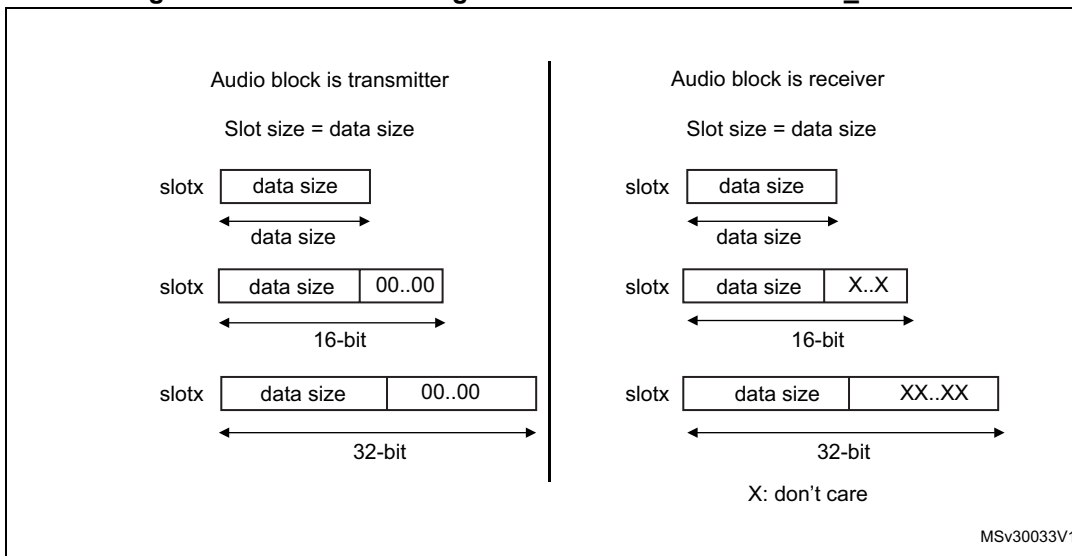 Audio block is transmitter
Slot size = data size
slotx data size
data size
slotx data size 00..00
16-bit
slotx data size 00..00
32-bit
Audio block is receiver
Slot size = data size
slotx data size
data size
slotx data size X..X
16-bit
slotx data size XX..XX
32-bit
X: don't care
MSv30033V1